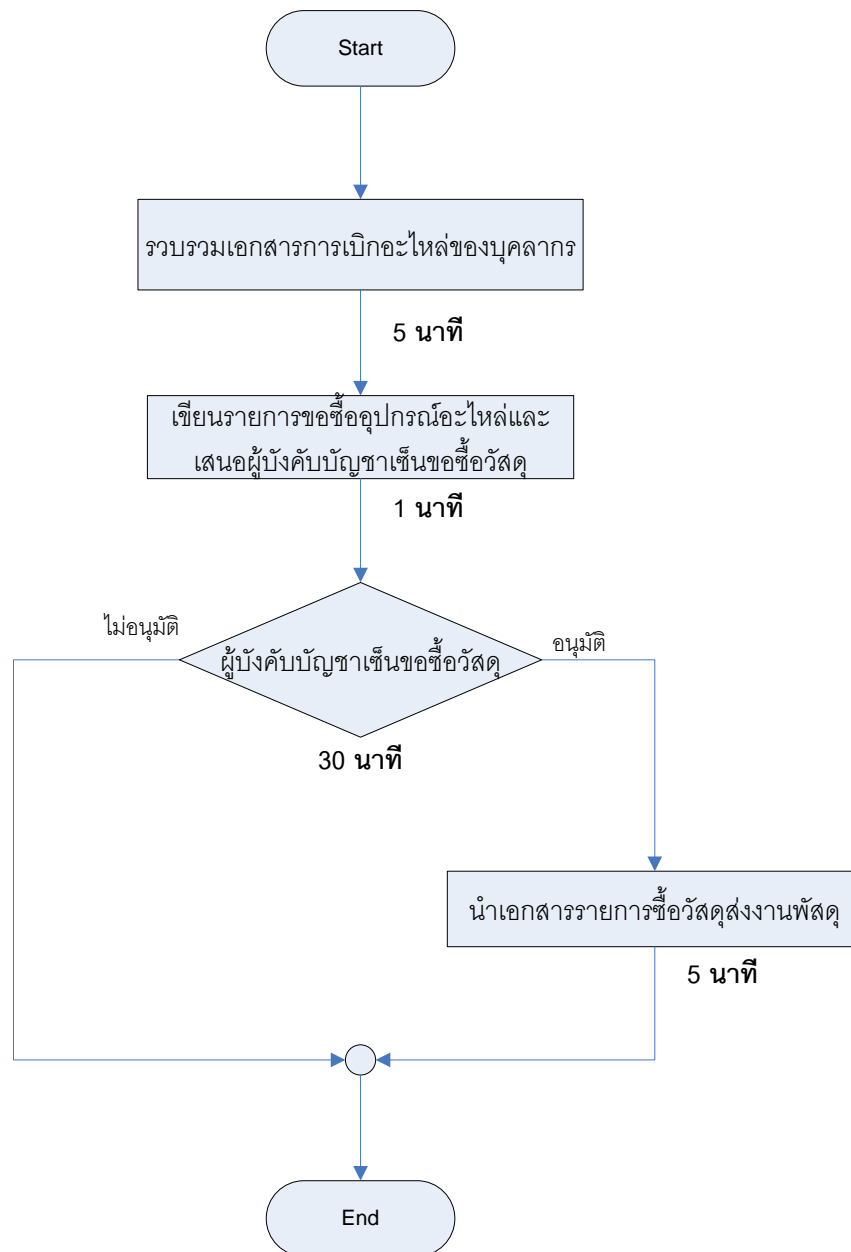 Start
รวบรวมเอกสารการเบิกอะไหล่ของบุคลากร
5 นาที
เขียนรายการขอซื้ออุปกรณ์อะไหล่และ
เสนอผู้บังคับบัญชาเซ็นขอซื้อวัสดุ
1 นาที
ไม่อนุมัติ
อนุมัติ
ผู้บังคับบัญชาเซ็นขอซื้อวัสดุ
30 นาที
นำเอกสารรายการซื้อวัสดุส่งงานพัสดุ
5 นาที
End